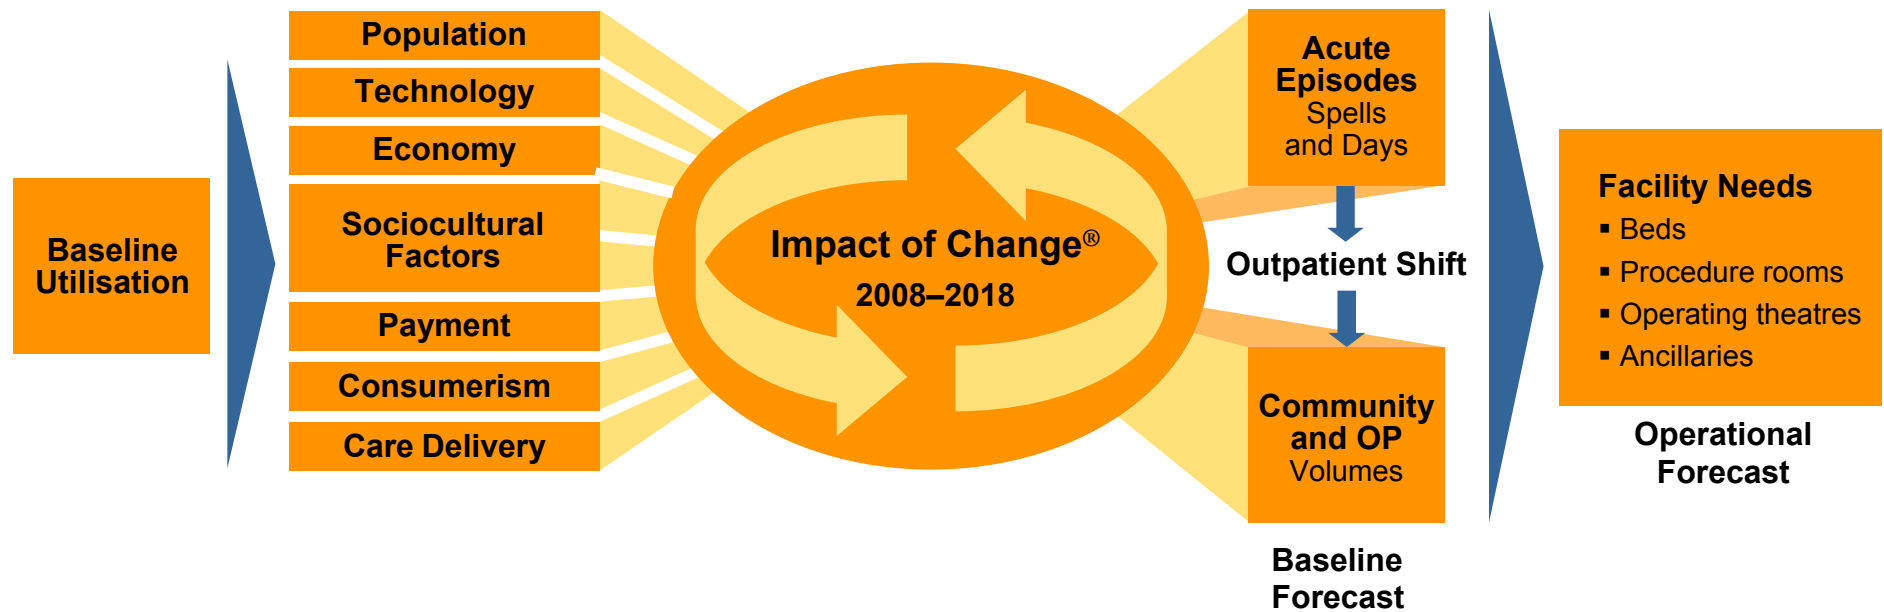 Baseline
Utilisation
Population
Technology
Economy
Sociocultural
Factors
Payment
Consumerism
Care Delivery
Impact of Change®
2008–2018
Acute
Episodes
Spells
and Days
Outpatient Shift
Community
and OP
Volumes
Baseline
Forecast
Facility Needs
▪ Beds
▪ Procedure rooms
▪ Operating theatres
▪ Ancillaries
Operational
Forecast